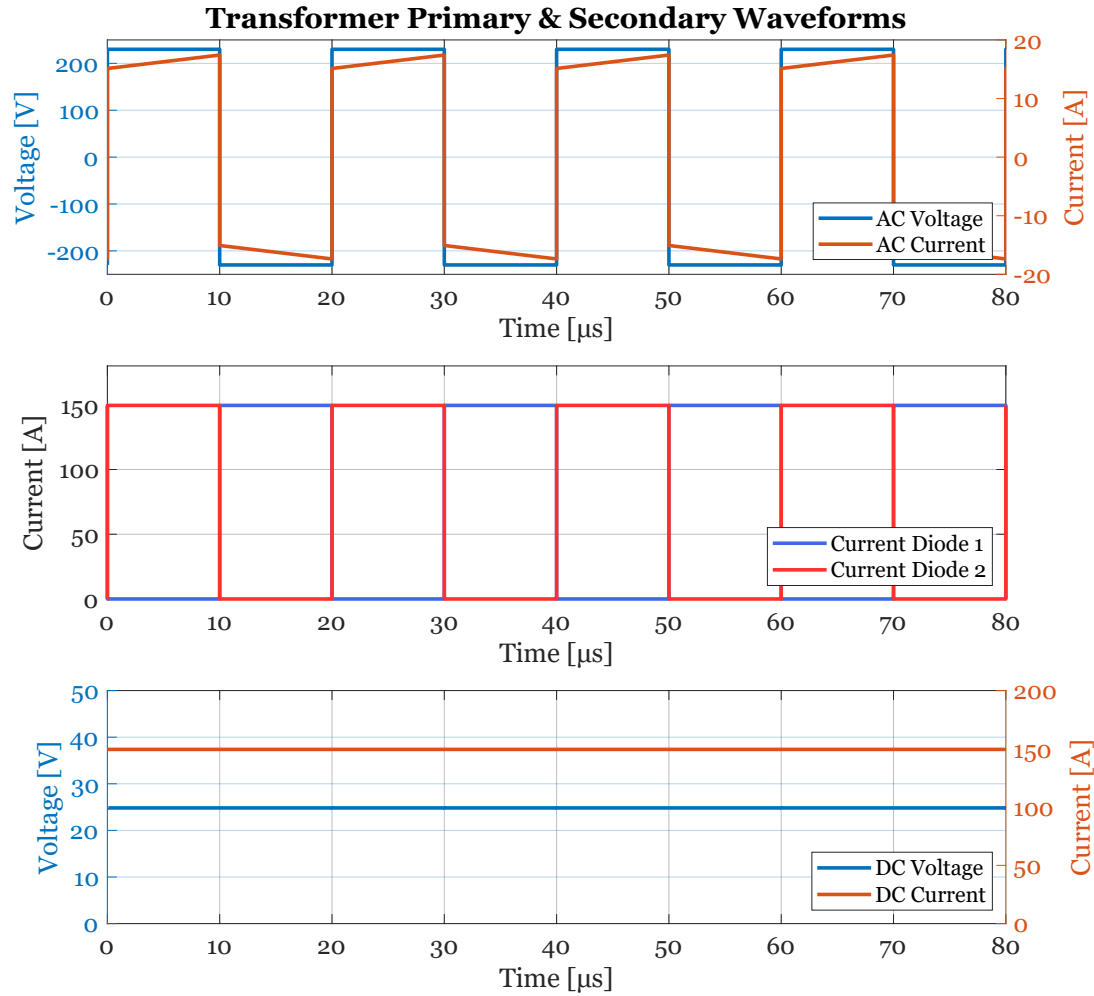 Transformer Primary & Secondary Waveforms
Voltage [V]
200
100
0
-100
-200
20
10
0
-10
-20
Current [A]
AC Voltage
AC Current
0 10 20 30 40 50 60 70 80
Time [µs]
Current [A]
150
100
50
0
Current Diode 1
Current Diode 2
0 10 20 30 40 50 60 70 80
Time [µs]
Voltage [V]
50
40
30
20
10
0
200
150
100
50
0
Current [A]
DC Voltage
DC Current
0 10 20 30 40 50 60 70 80
Time [µs]